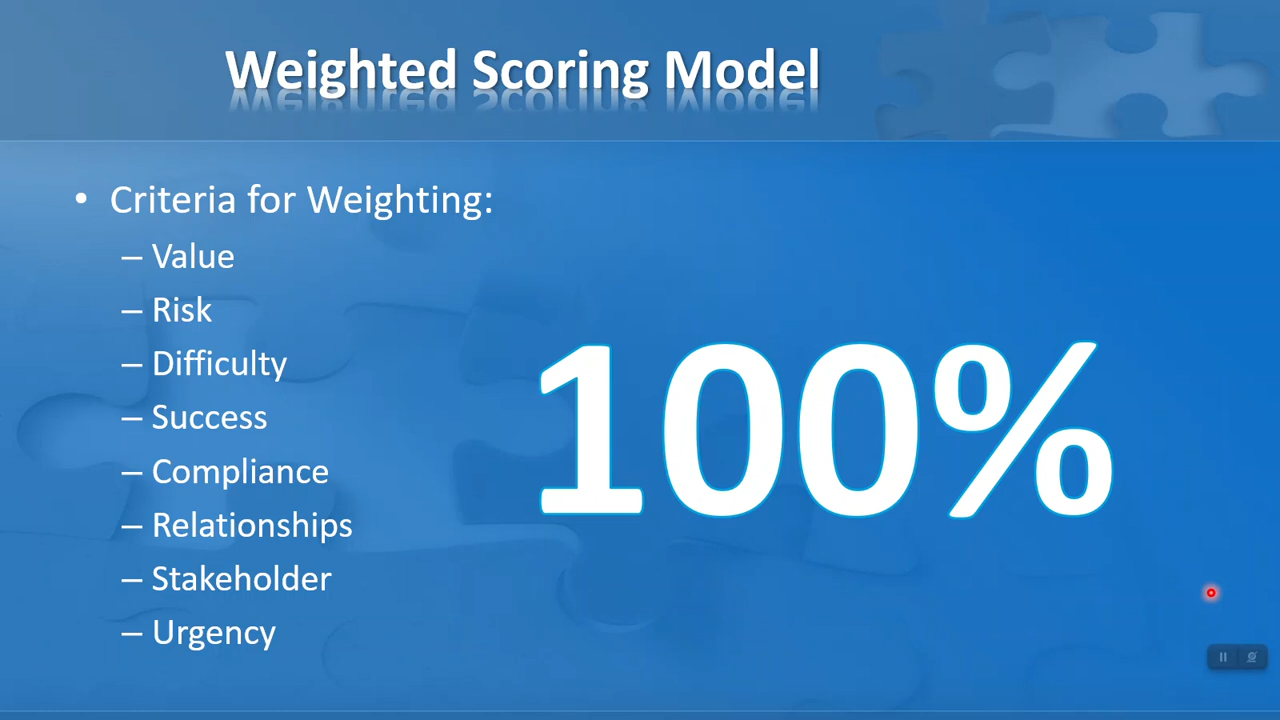 Weighted Scoring Model
• Criteria for Weighting:
– Value
– Risk
– Difficulty
– Success
– Compliance
– Relationships
– Stakeholder
– Urgency
100%